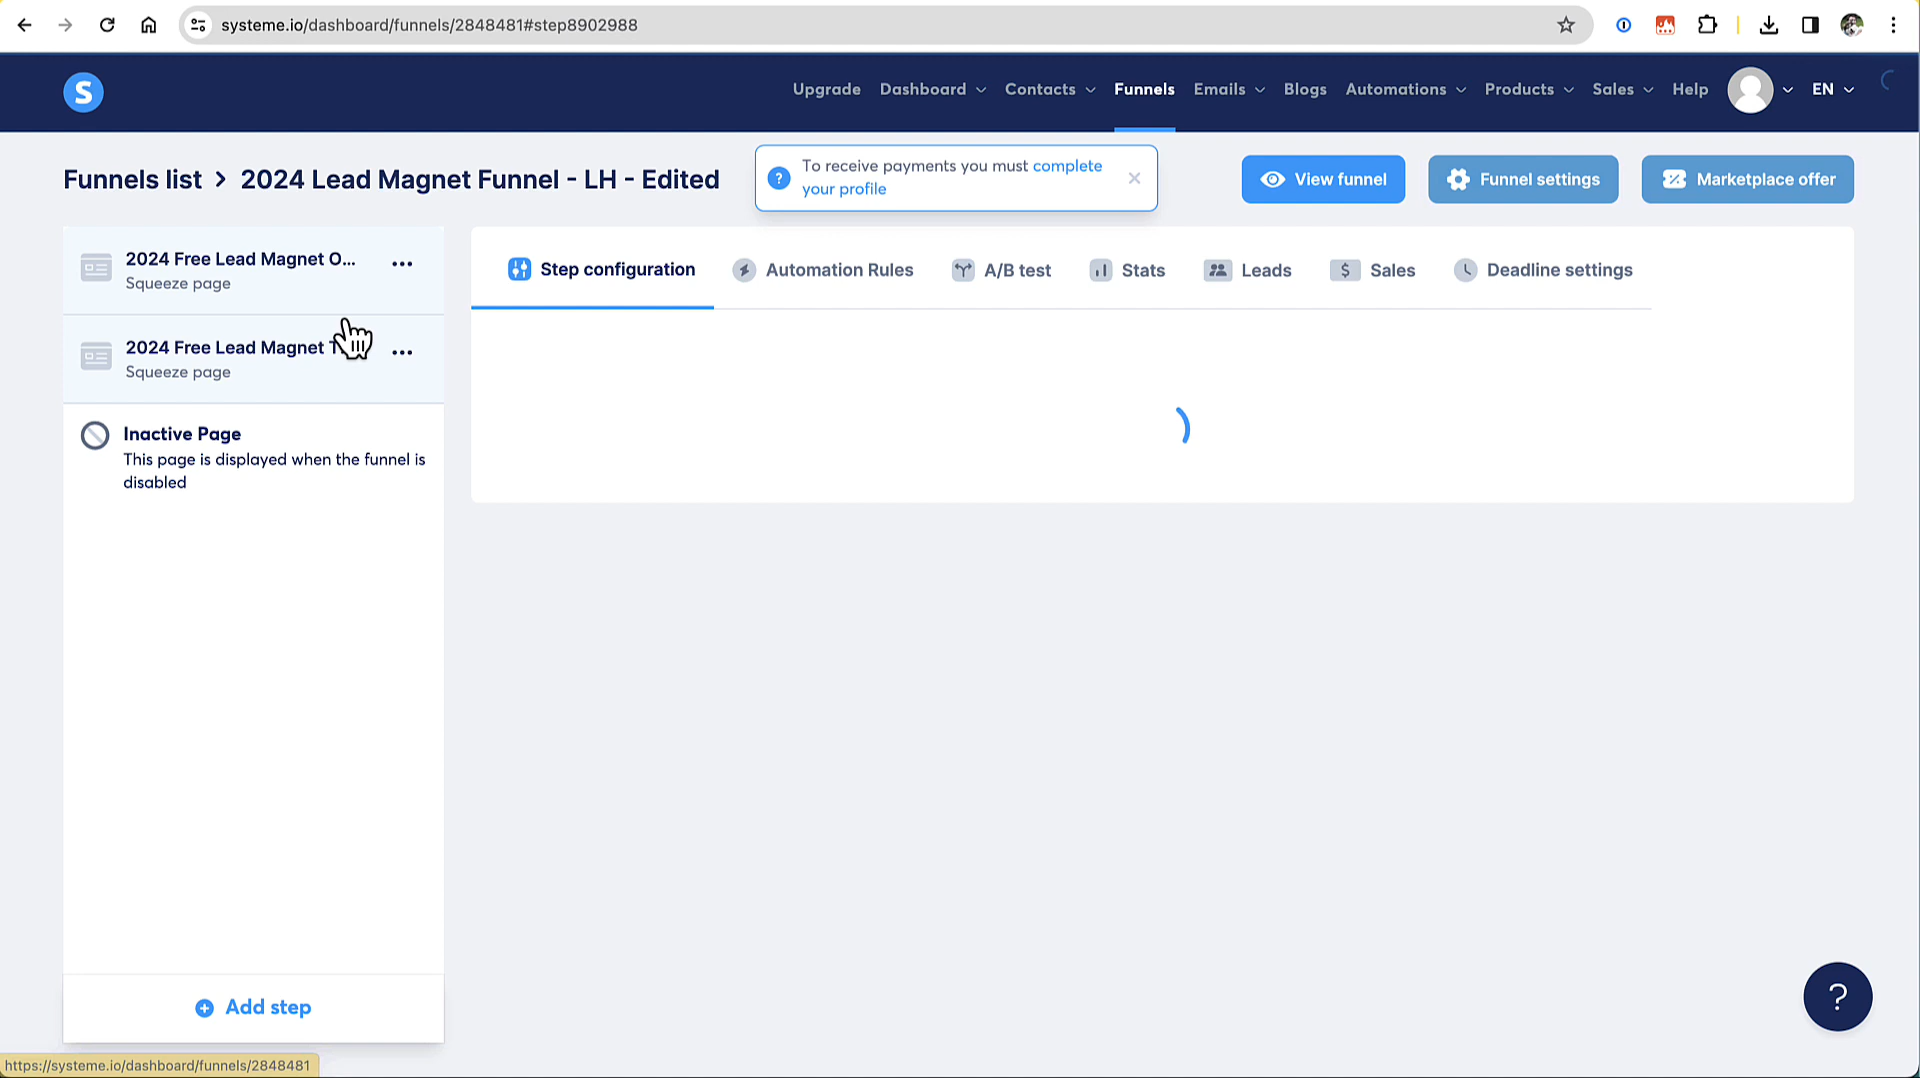 systeme.io/dashboard/funnels/2848481#step8902988
S
Upgrade Dashboard Contacts Funnels Emails Blogs Automations Products Sales Help EN
Funnels list > 2024 Lead Magnet Funnel - LH - Edited
To receive payments you must complete
your profile
View funnel
Funnel settings
Marketplace offer
2024 Free Lead Magnet O...
Squeeze page
2024 Free Lead Magnet
Squeeze page
Inactive Page
This page is displayed when the funnel is
disabled
Add step
Step configuration
Automation Rules
A/B test
Stats
Leads
Sales
Deadline settings
?
https://systeme.io/dashboard/funnels/2848481